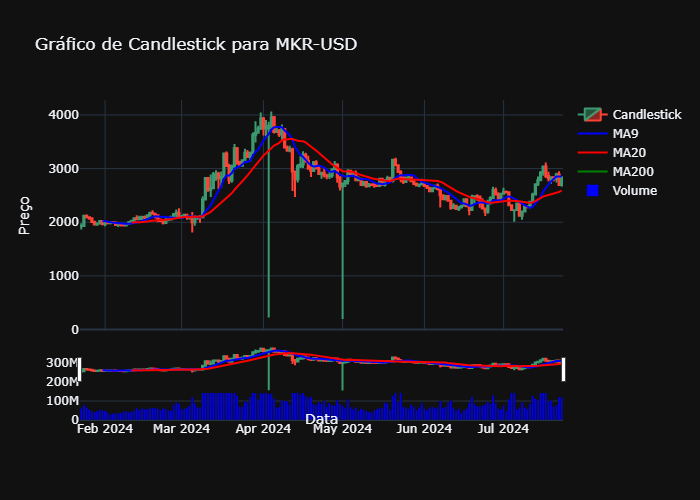 Gráfico de Candlestick para MKR-USD
4000
3000
2000
1000
0
Preço
Candlestick
MA9
MA20
MA200
Volume
300M
200M
100M
0
Feb 2024
Mar 2024
Apr 2024
May 2024
Jun 2024
Jul 2024
Data